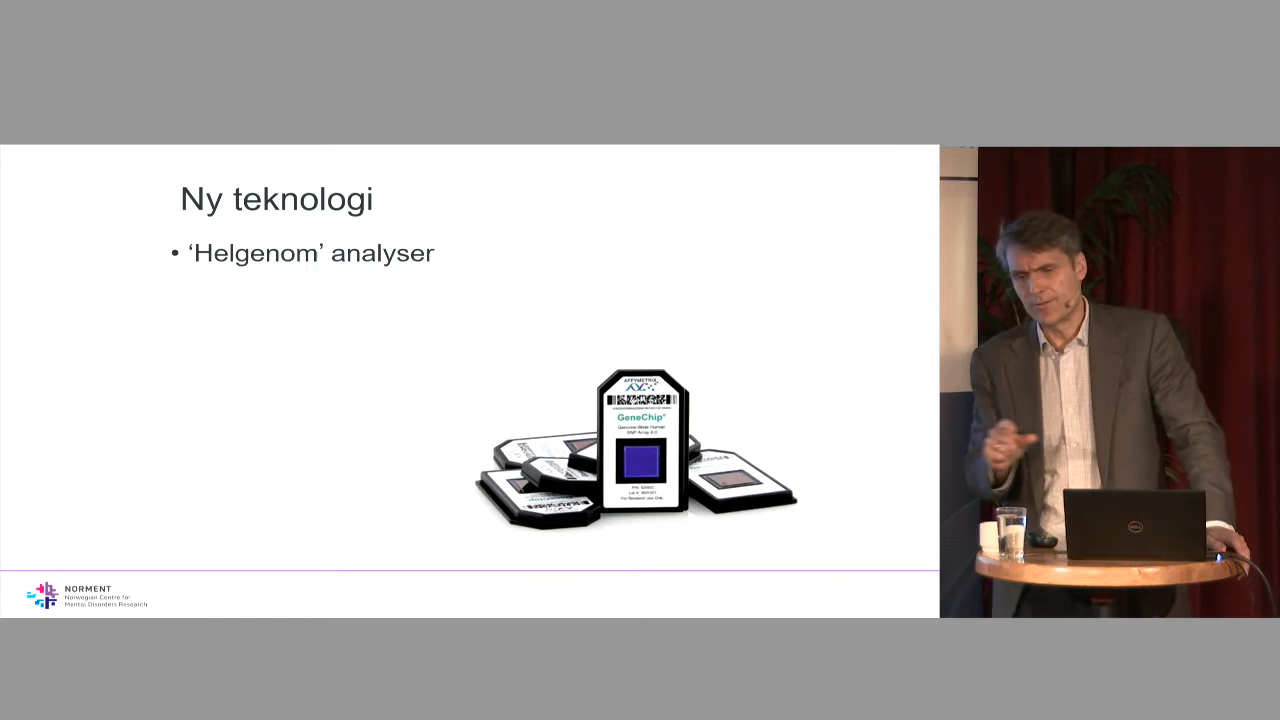 Ny teknologi
• ‘Helgenom’ analyser
AFFYMETRIX
GeneChip®
Genome-Wide Human
SNP Array 6.0
For Research Use Only
NORMENT
Norwegian Centre for
Mental Disorders Research
DELL